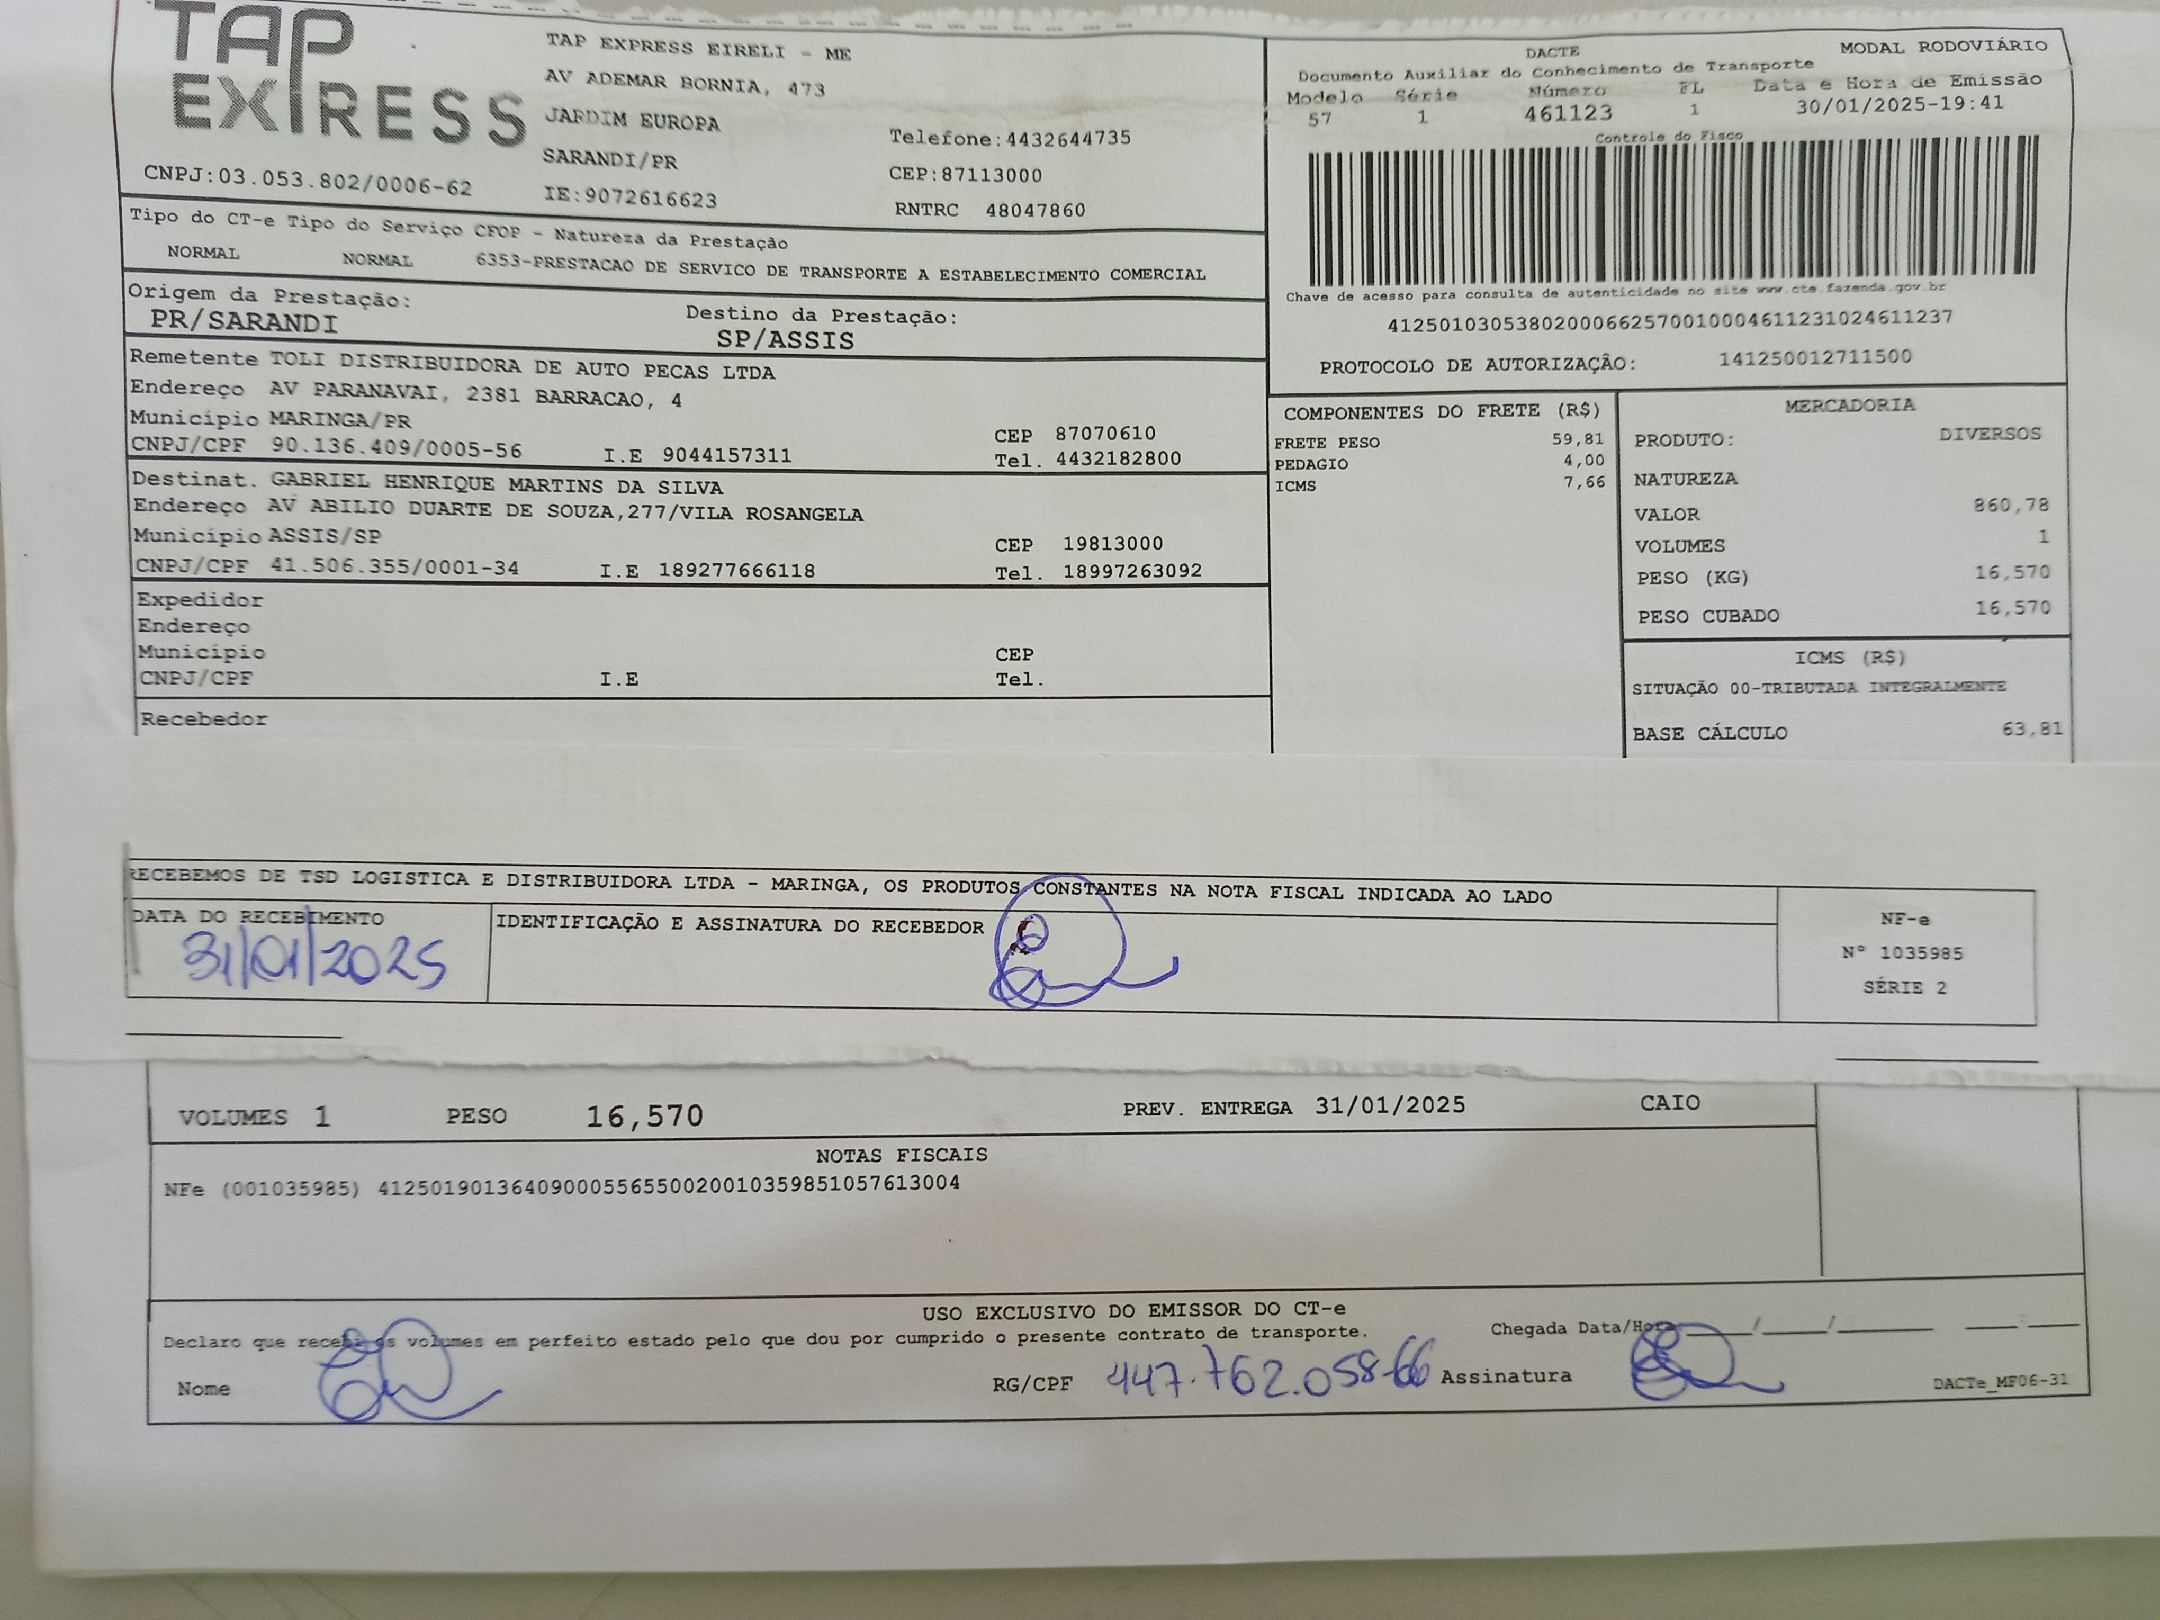 TAP EXPRESS
TAP EXPRESS EIRELI - ME
AV ADEMAR BORNIA, 473
JARDIM EUROPA
SARANDI/PR
IE:9072616623
Telefone:4432644735
CEP:87113000
RNTRC 48047860
CNPJ:03.053.802/0006-62
DACTE MODAL RODOVIÁRIO
Documento Auxiliar do Conhecimento de Transporte
Modelo Série Número FL Data e Hora de Emissão
57 1 461123 1 30/01/2025-19:41
Controle do Fisco
Chave de acesso para consulta de autenticidade no site www.cte.fazenda.gov.br
41250103053802000662570010004611231024611237
PROTOCOLO DE AUTORIZAÇÃO: 141250012711500
Tipo do CT-e Tipo do Serviço CFOP - Natureza da Prestação
NORMAL NORMAL 6353-PRESTACAO DE SERVICO DE TRANSPORTE A ESTABELECIMENTO COMERCIAL
Origem da Prestação: Destino da Prestação:
PR/SARANDI SP/ASSIS
Remetente TOLI DISTRIBUIDORA DE AUTO PECAS LTDA
Endereço AV PARANAVAI, 2381 BARRACAO, 4
Município MARINGA/PR CEP 87070610
CNPJ/CPF 90.136.409/0005-56 I.E 9044157311 Tel. 4432182800
Destinat. GABRIEL HENRIQUE MARTINS DA SILVA
Endereço AV ABILIO DUARTE DE SOUZA,277/VILA ROSANGELA
Município ASSIS/SP CEP 19813000
CNPJ/CPF 41.506.355/0001-34 I.E 189277666118 Tel. 18997263092
Expedidor
Endereço
Município CEP
CNPJ/CPF I.E Tel.
Recebedor
COMPONENTES DO FRETE (R$)
FRETE PESO 59,81
PEDAGIO 4,00
ICMS 7,66
MERCADORIA
PRODUTO: DIVERSOS
NATUREZA
VALOR 860,78
VOLUMES 1
PESO (KG) 16,570
PESO CUBADO 16,570
ICMS (R$)
SITUAÇÃO 00-TRIBUTADA INTEGRALMENTE
BASE CÁLCULO 63,81
RECEBEMOS DE TSD LOGISTICA E DISTRIBUIDORA LTDA - MARINGA, OS PRODUTOS CONSTANTES NA NOTA FISCAL INDICADA AO LADO
DATA DO RECEBIMENTO IDENTIFICAÇÃO E ASSINATURA DO RECEBEDOR
31/01/2025
NF-e
Nº 1035985
SÉRIE 2
VOLUMES 1 PESO 16,570 PREV. ENTREGA 31/01/2025 CAIO
NOTAS FISCAIS
NFe (001035985) 41250190136409000556550020010359851057613004
USO EXCLUSIVO DO EMISSOR DO CT-e
Declaro que recebi os volumes em perfeito estado pelo que dou por cumprido o presente contrato de transporte. Chegada Data/Hora
Nome RG/CPF 447.762.058-66 Assinatura DACTe_MF06-31